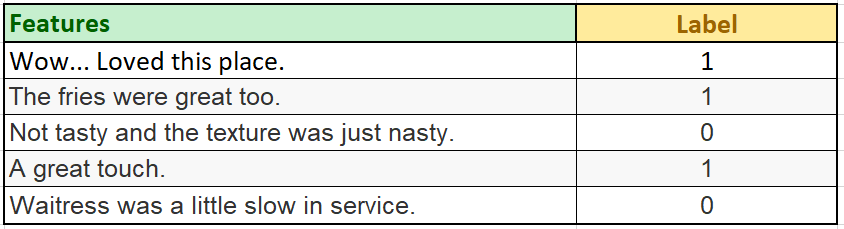 Features Label
Wow... Loved this place. 1
The fries were great too. 1
Not tasty and the texture was just nasty. 0
A great touch. 1
Waitress was a little slow in service. 0